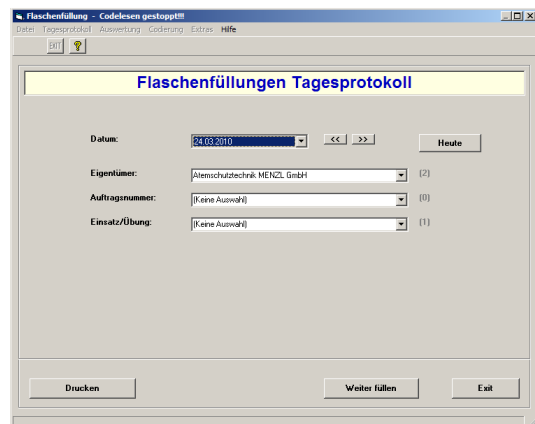 Flaschenfüllung - Codelesen gestoppt!!!
Datei Tagesprotokoll Auswertung Codierung Extras Hilfe
EXIT ?
Flaschenfüllungen Tagesprotokoll
Datum: 24.03.2010 << >> Heute
Eigentümer: Atemschutztechnik MENZL GmbH (2)
Auftragsnummer: (Keine Auswahl) (0)
Einsatz/Übung: (Keine Auswahl) (1)
Drucken Weiter füllen Exit